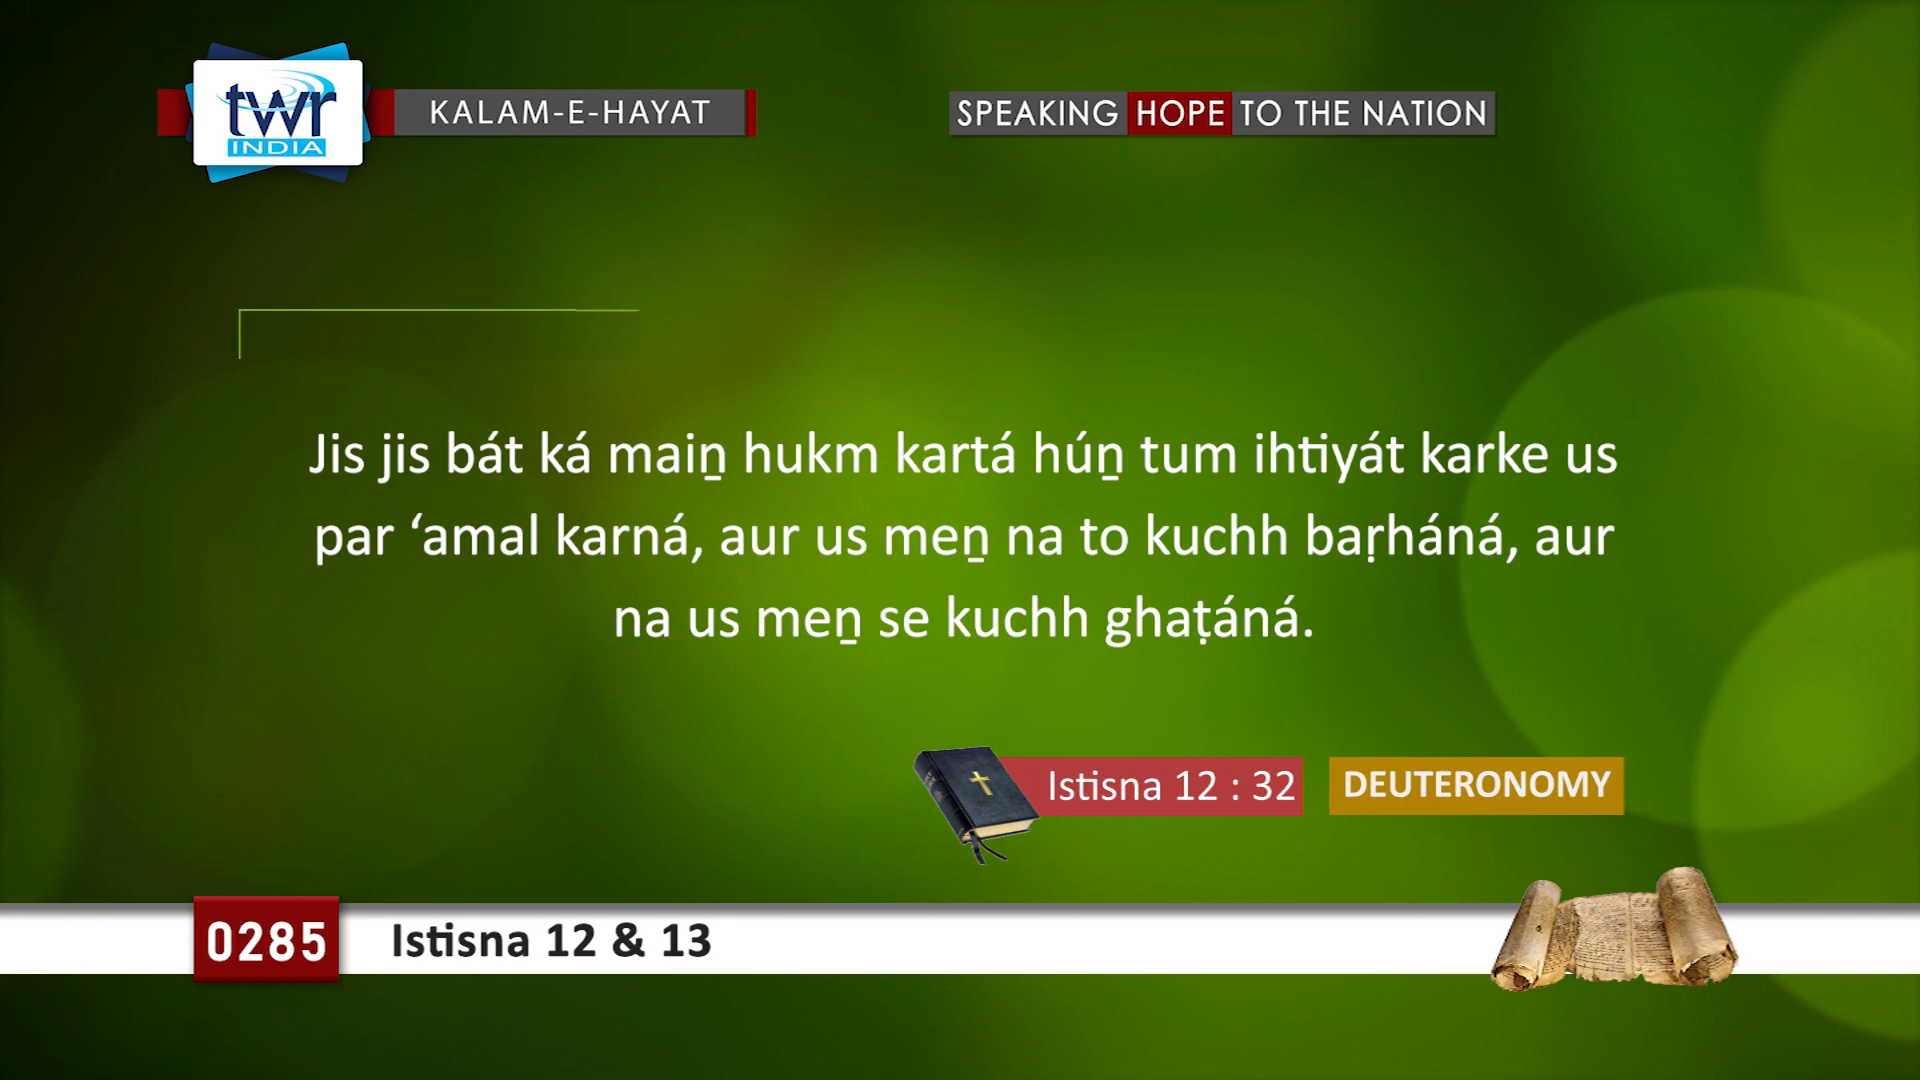 twr
INDIA
KALAM-E-HAYAT
SPEAKING HOPE TO THE NATION
Jis jis bát ká maiṉ hukm kartá húṉ tum ihtiyát karke us
par ‘amal karná, aur us meṉ na to kuchh baṛháná, aur
na us meṉ se kuchh ghaṭáná.
Istisna 12 : 32
DEUTERONOMY
0285
Istisna 12 & 13